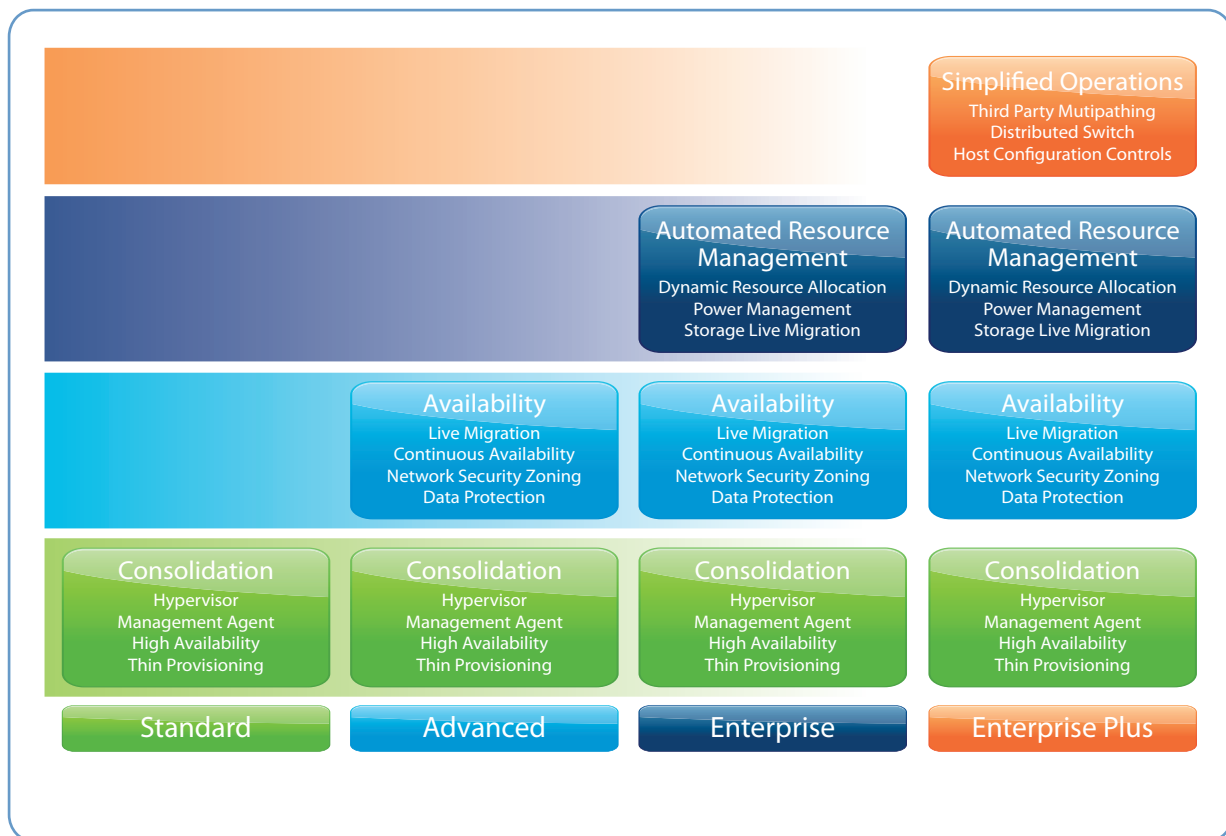 Simplified Operations
Third Party Mutipathing
Distributed Switch
Host Configuration Controls
Automated Resource
Management
Dynamic Resource Allocation
Power Management
Storage Live Migration
Automated Resource
Management
Dynamic Resource Allocation
Power Management
Storage Live Migration
Availability
Live Migration
Continuous Availability
Network Security Zoning
Data Protection
Availability
Live Migration
Continuous Availability
Network Security Zoning
Data Protection
Availability
Live Migration
Continuous Availability
Network Security Zoning
Data Protection
Consolidation
Hypervisor
Management Agent
High Availability
Thin Provisioning
Consolidation
Hypervisor
Management Agent
High Availability
Thin Provisioning
Consolidation
Hypervisor
Management Agent
High Availability
Thin Provisioning
Consolidation
Hypervisor
Management Agent
High Availability
Thin Provisioning
Standard
Advanced
Enterprise
Enterprise Plus